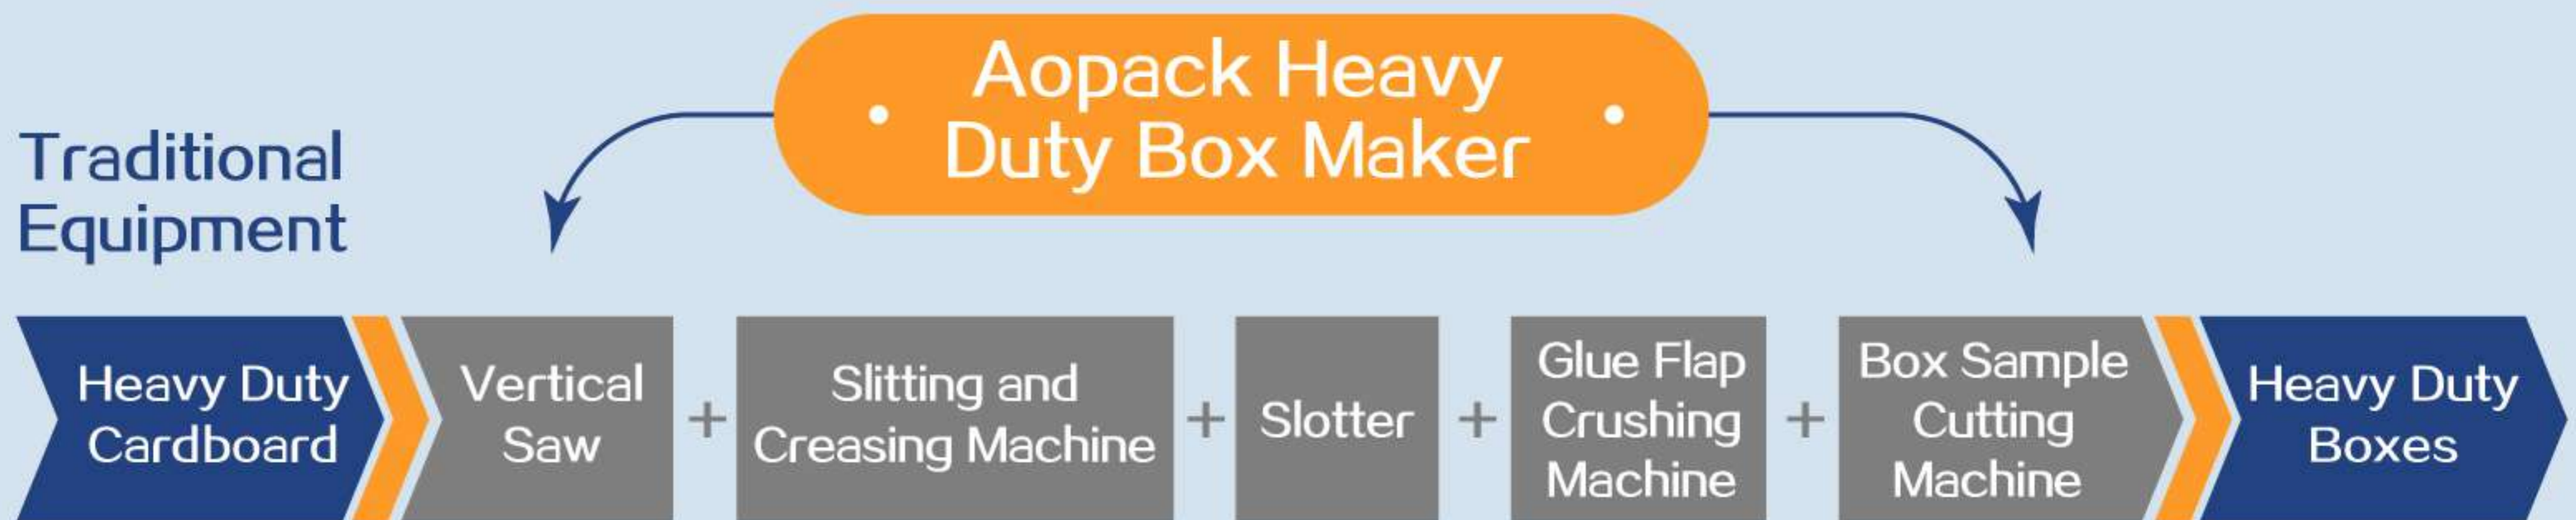 Aopack Heavy
Duty Box Maker
Traditional
Equipment
Heavy Duty
Cardboard
Vertical
Saw
+
Slitting and
Creasing Machine
+
Slotter
+
Glue Flap
Crushing
Machine
+
Box Sample
Cutting
Machine
Heavy Duty
Boxes